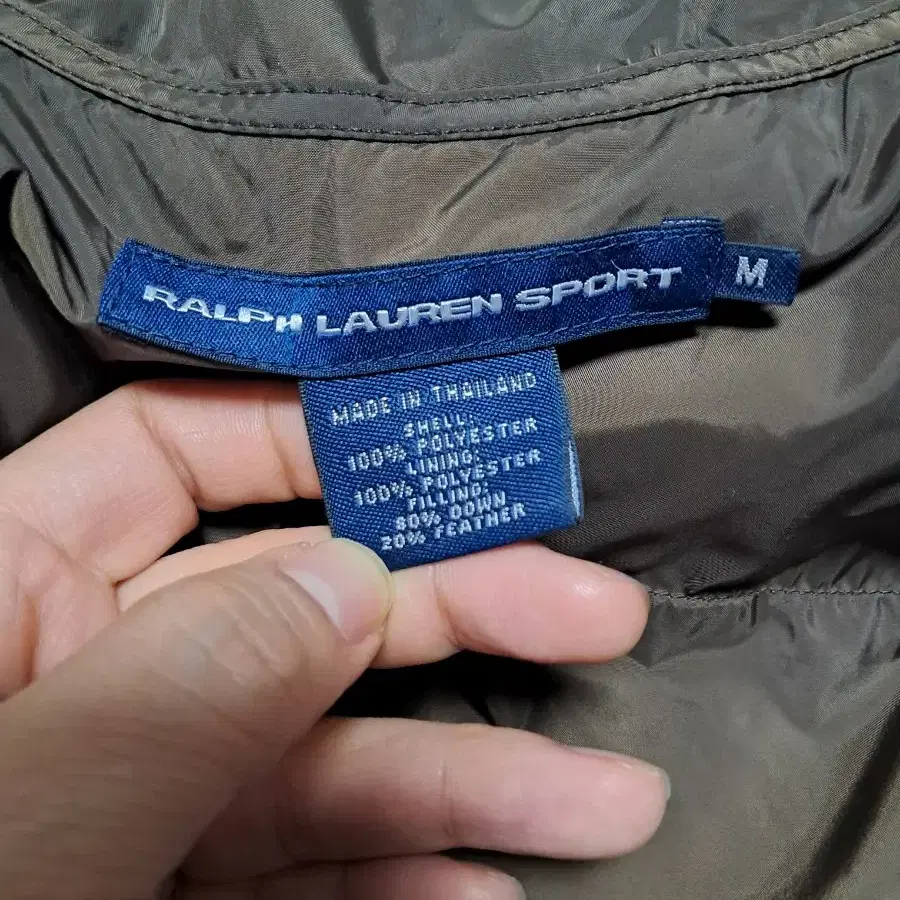 RALPH LAUREN SPORT
M
MADE IN THAILAND
SHELL:
100% POLYESTER
LINING:
100% POLYESTER
FILLING:
80% DOWN
20% FEATHER